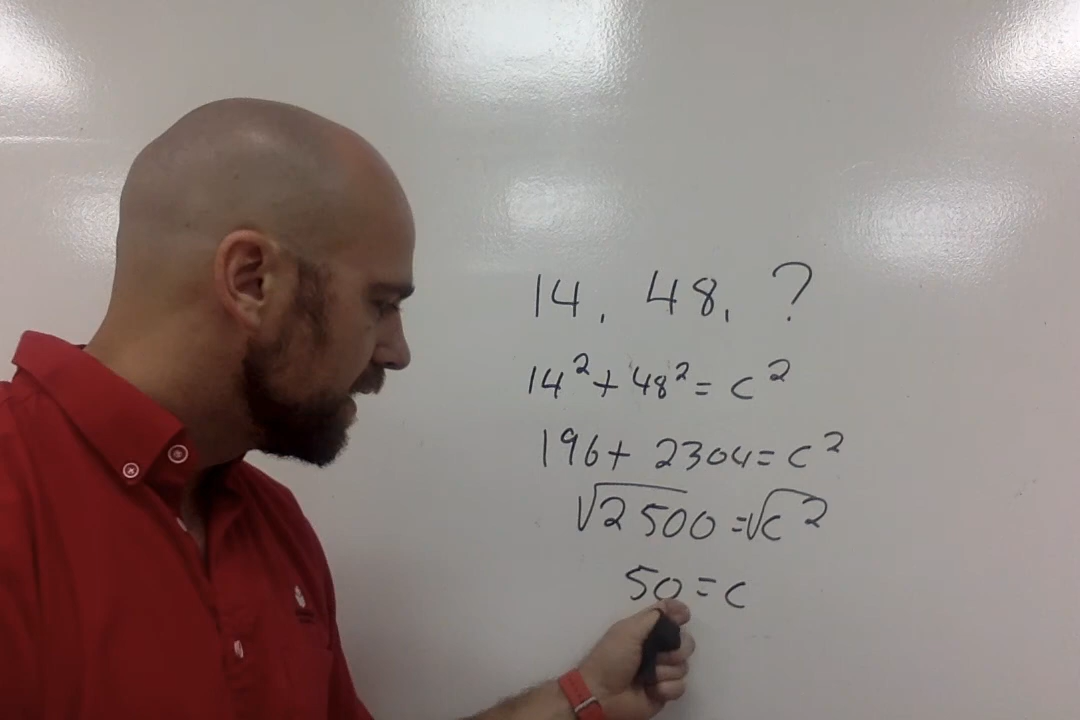 14, 48, ?
14² + 48² = c²
196 + 2304 = c²
√2500 = √c²
50 = c